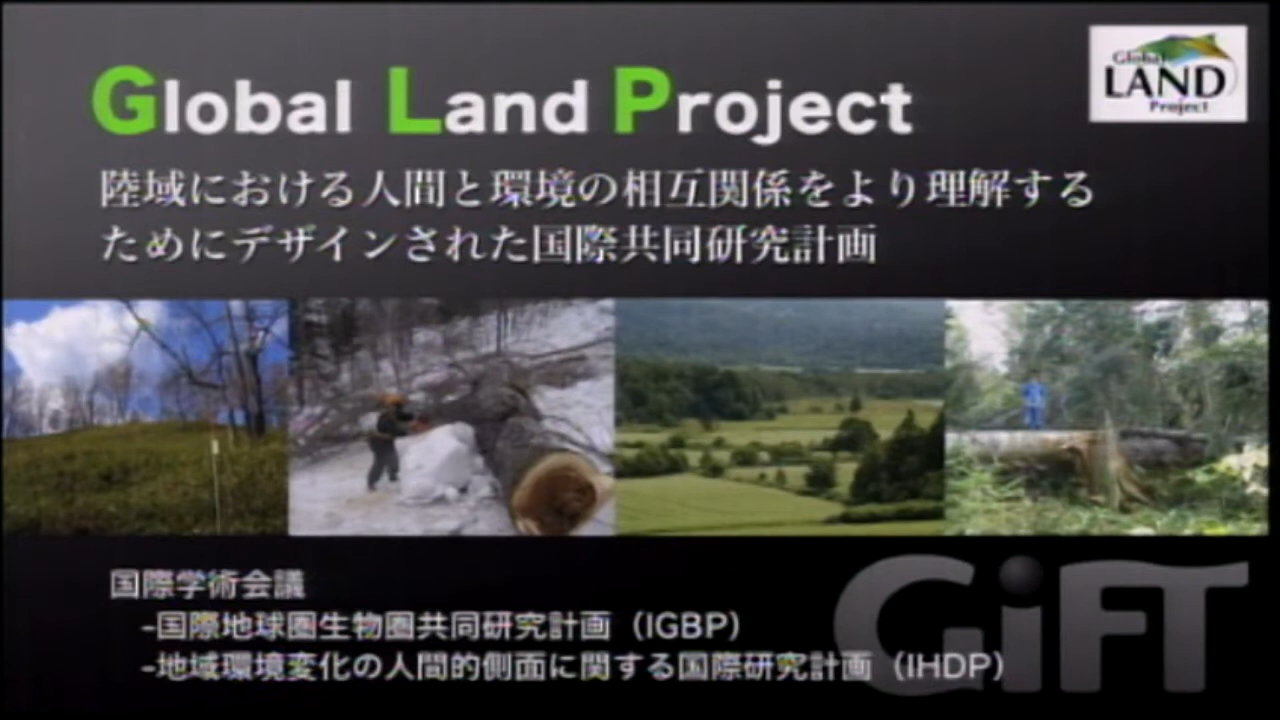 Global Land Project
Global
LAND
Project
陸域における人間と環境の相互関係をより理解する
ためにデザインされた国際共同研究計画
国際学術会議
–国際地球圏生物圏共同研究計画（IGBP）
–地域環境変化の人間的側面に関する国際研究計画（IHDP）
GiFT